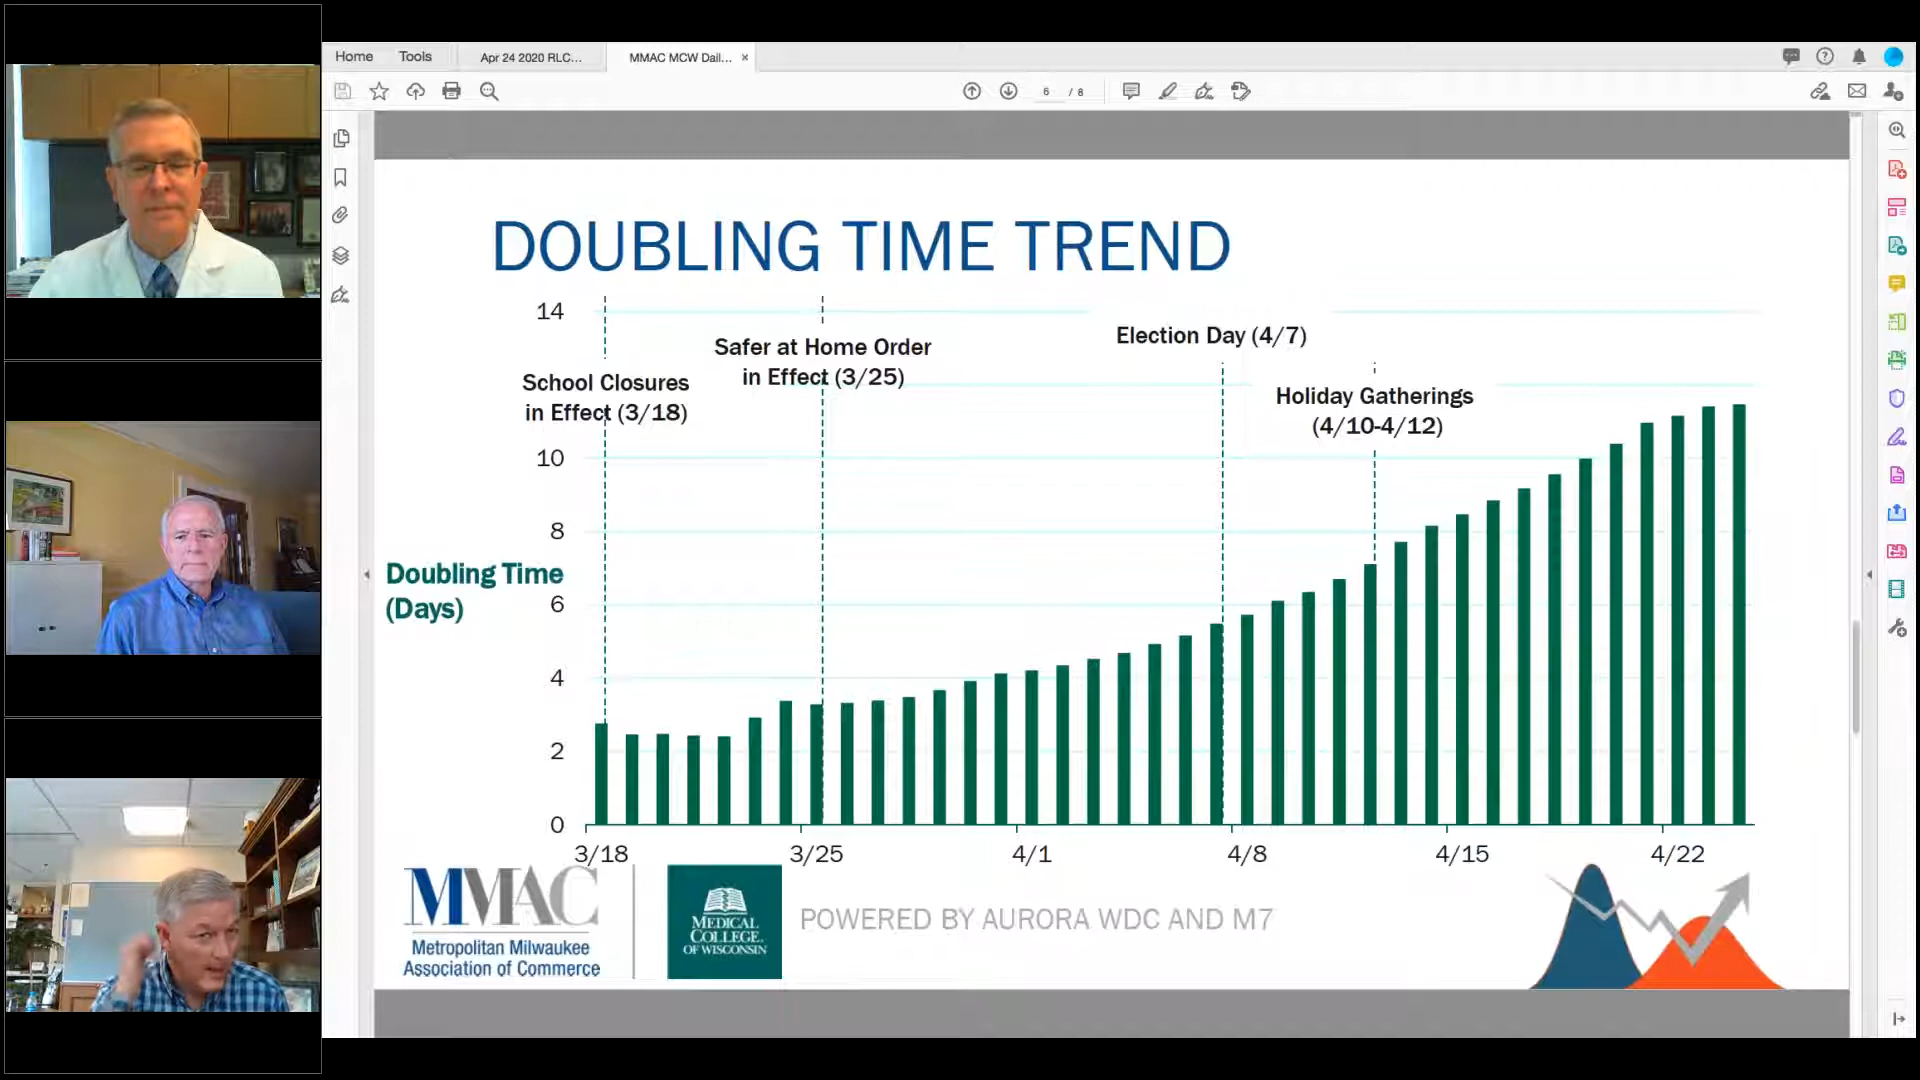 Home
Tools
Apr 24 2020 RLC...
MMAC MCW Dail...
6 / 8
DOUBLING TIME TREND
14
Election Day (4/7)
Safer at Home Order
in Effect (3/25)
School Closures
in Effect (3/18)
Holiday Gatherings
(4/10-4/12)
10
8
Doubling Time
(Days)
6
4
2
0
3/18
3/25
4/1
4/8
4/15
4/22
MMAC
Metropolitan Milwaukee
Association of Commerce
MEDICAL
COLLEGE
OF WISCONSIN
POWERED BY AURORA WDC AND M7